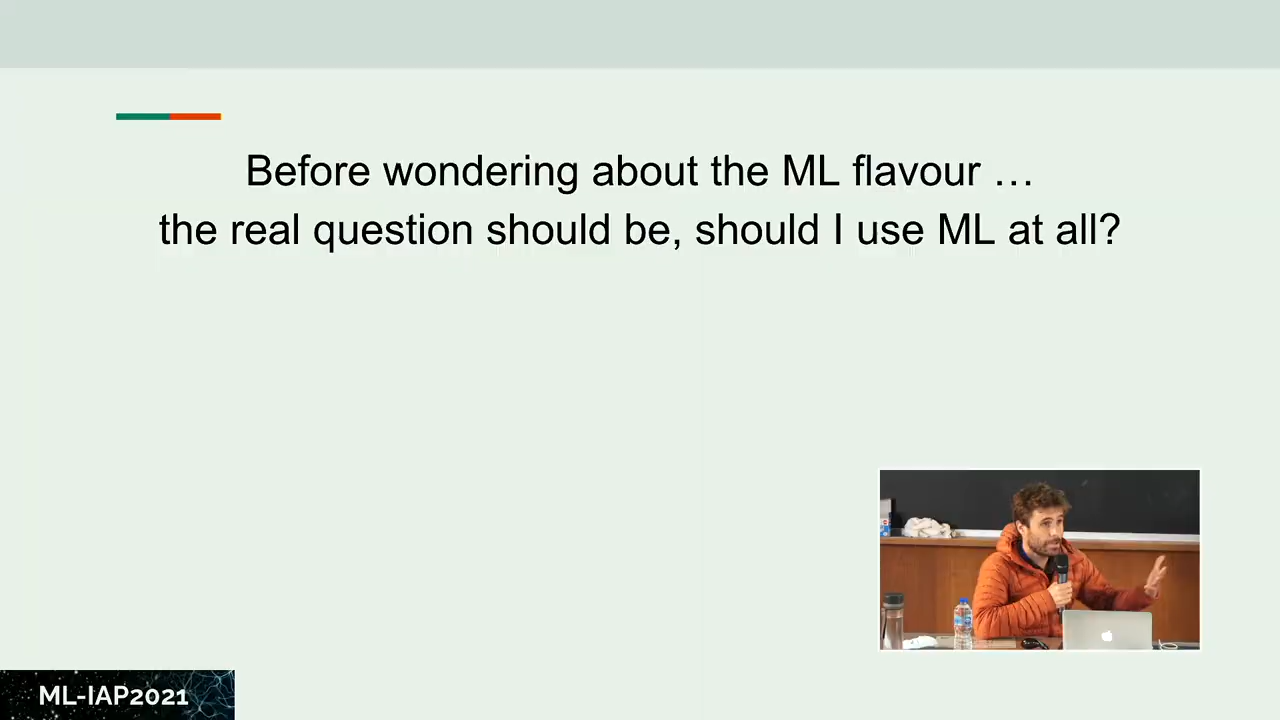 Before wondering about the ML flavour …
the real question should be, should I use ML at all?
ML-IAP2021